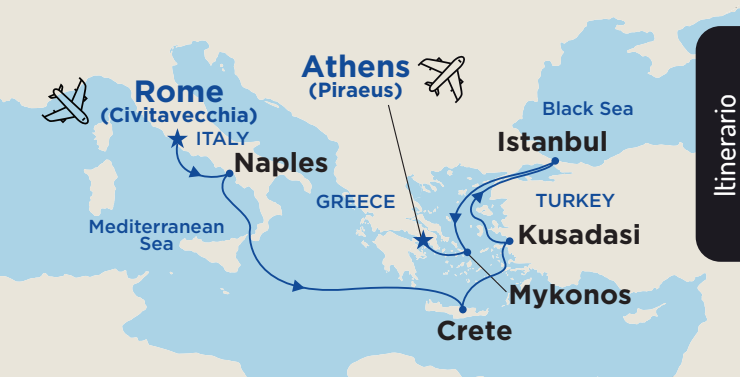 Athens
(Piraeus)
Rome
(Civitavecchia)
ITALY
Black Sea
Istanbul
Naples
GREECE
TURKEY
Mediterranean
Sea
Kusadasi
Mykonos
Crete
Itinerario